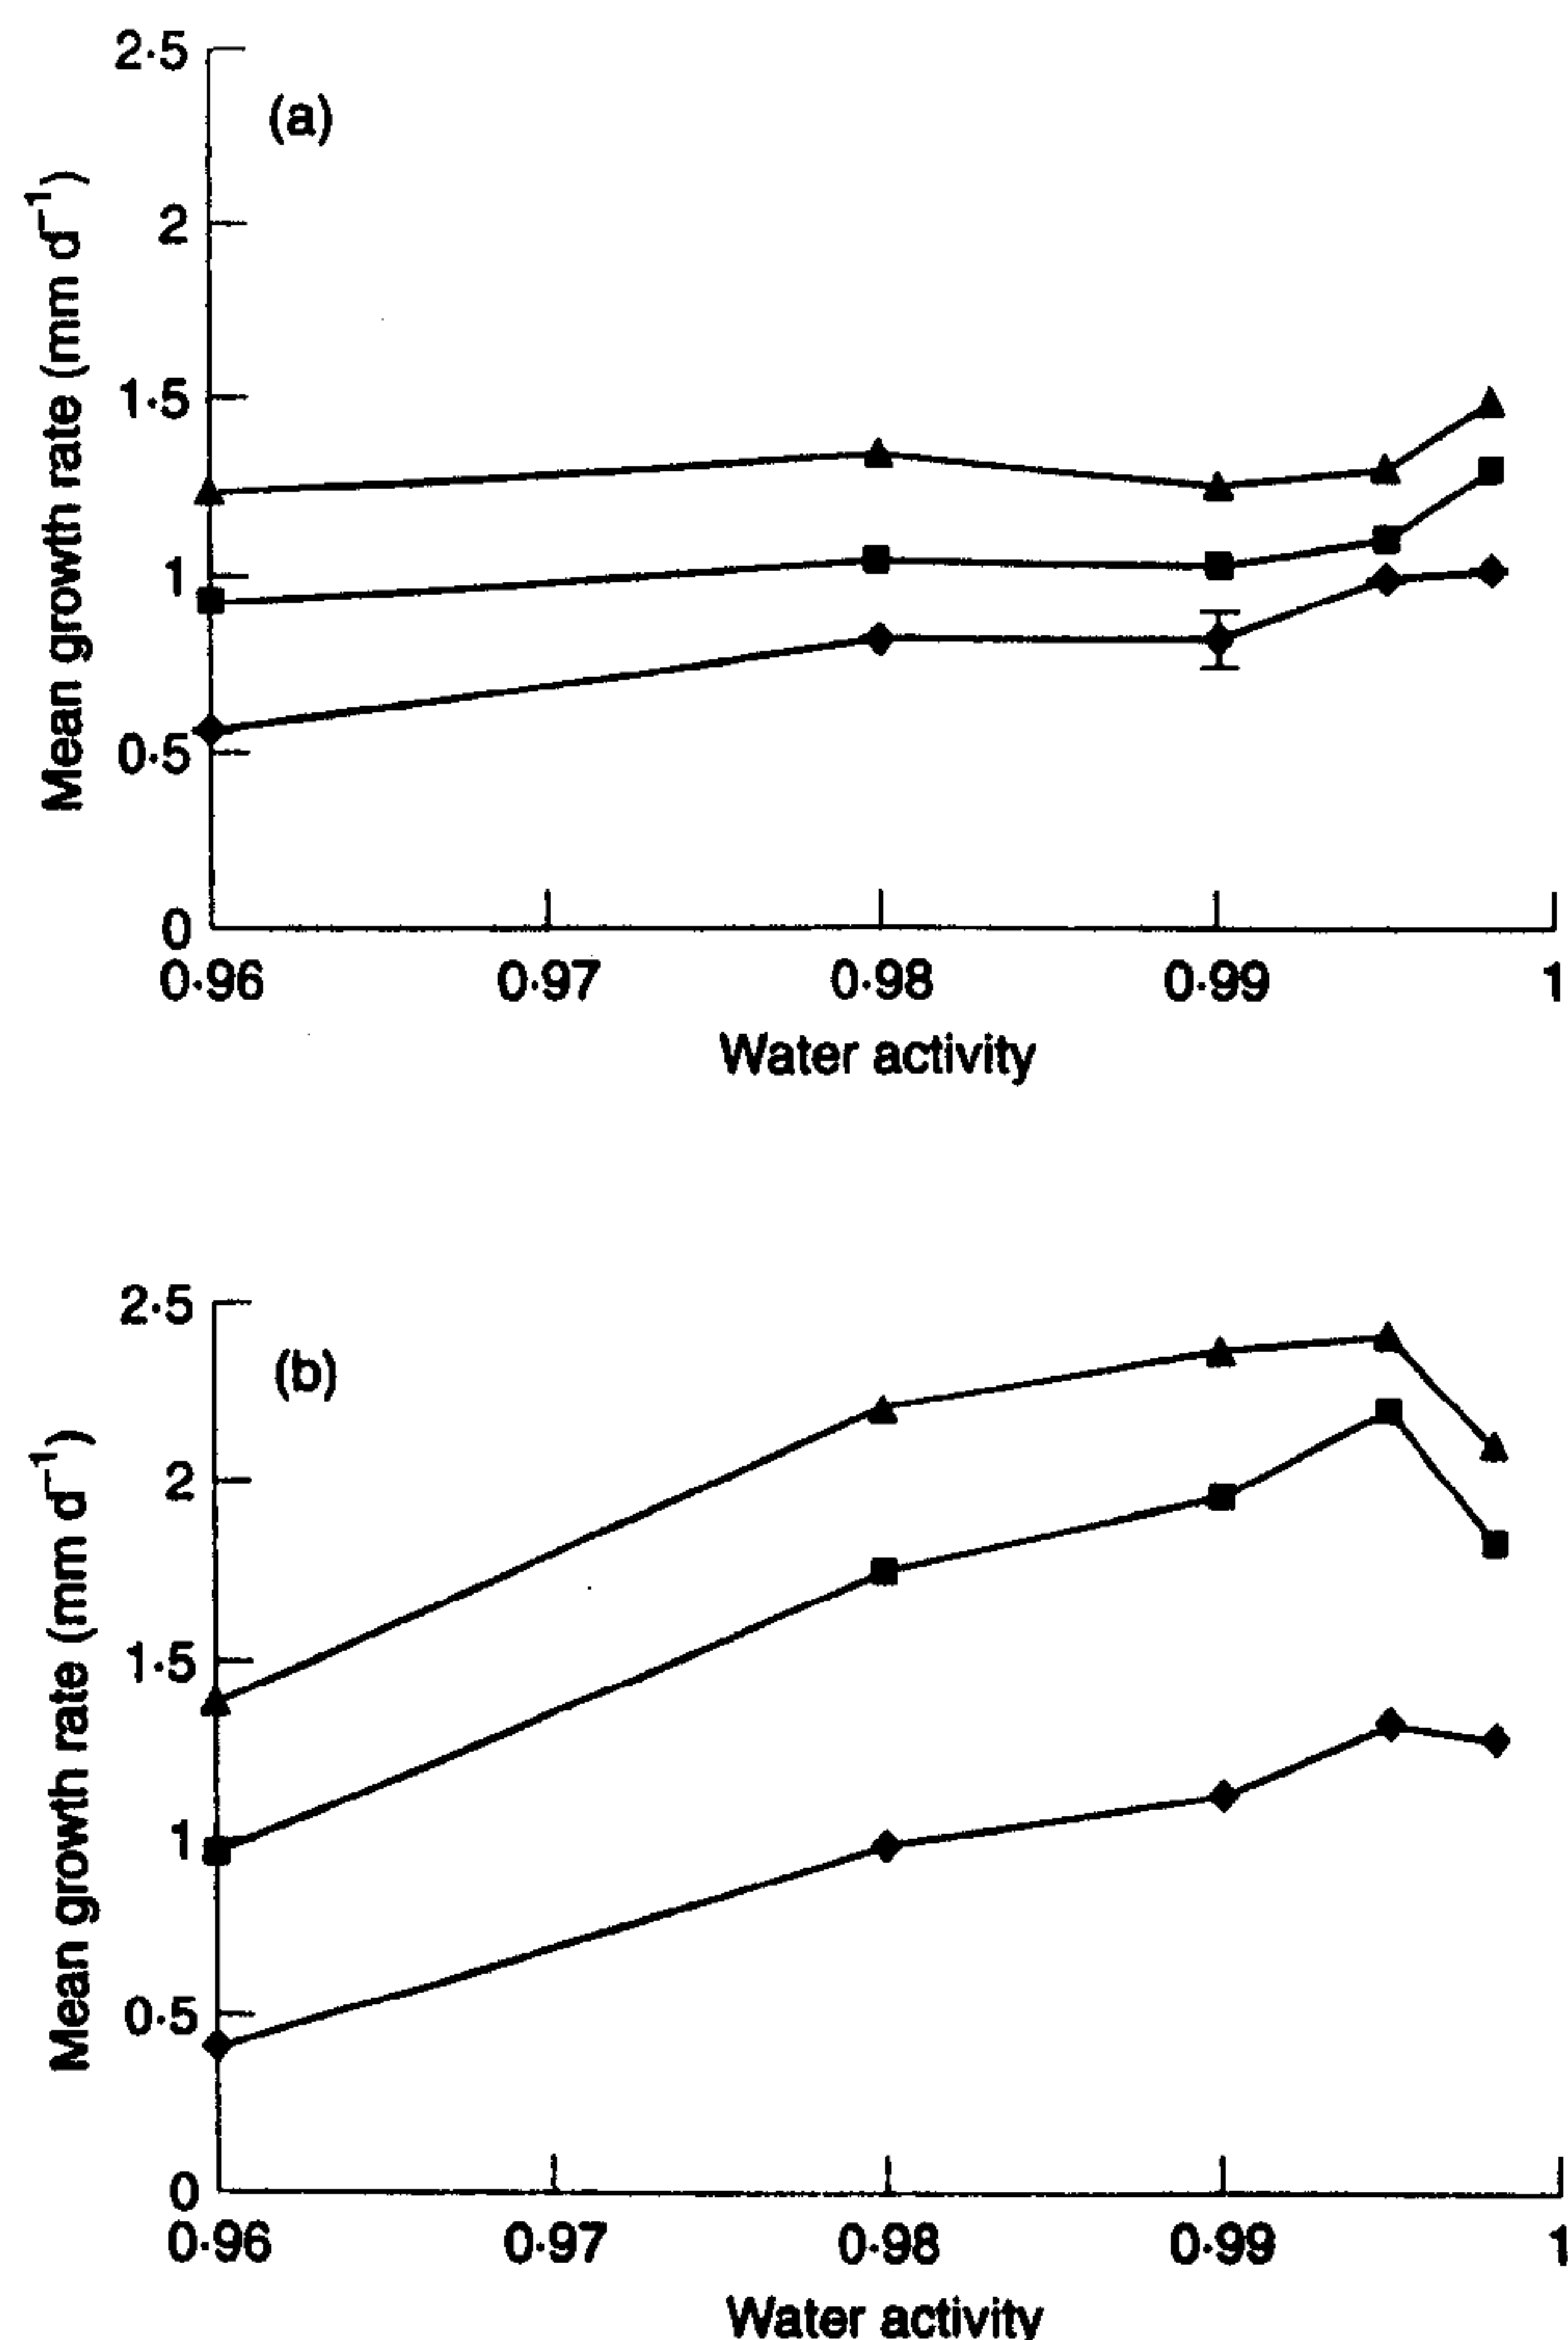 2·5
(a)
2
1·5
1
0·5
0
Mean growth rate (mm d⁻¹)
0·96 0·97 0·98 0·99 1
Water activity
2·5
(b)
2
1·5
1
0·5
0
Mean growth rate (mm d⁻¹)
0·96 0·97 0·98 0·99 1
Water activity